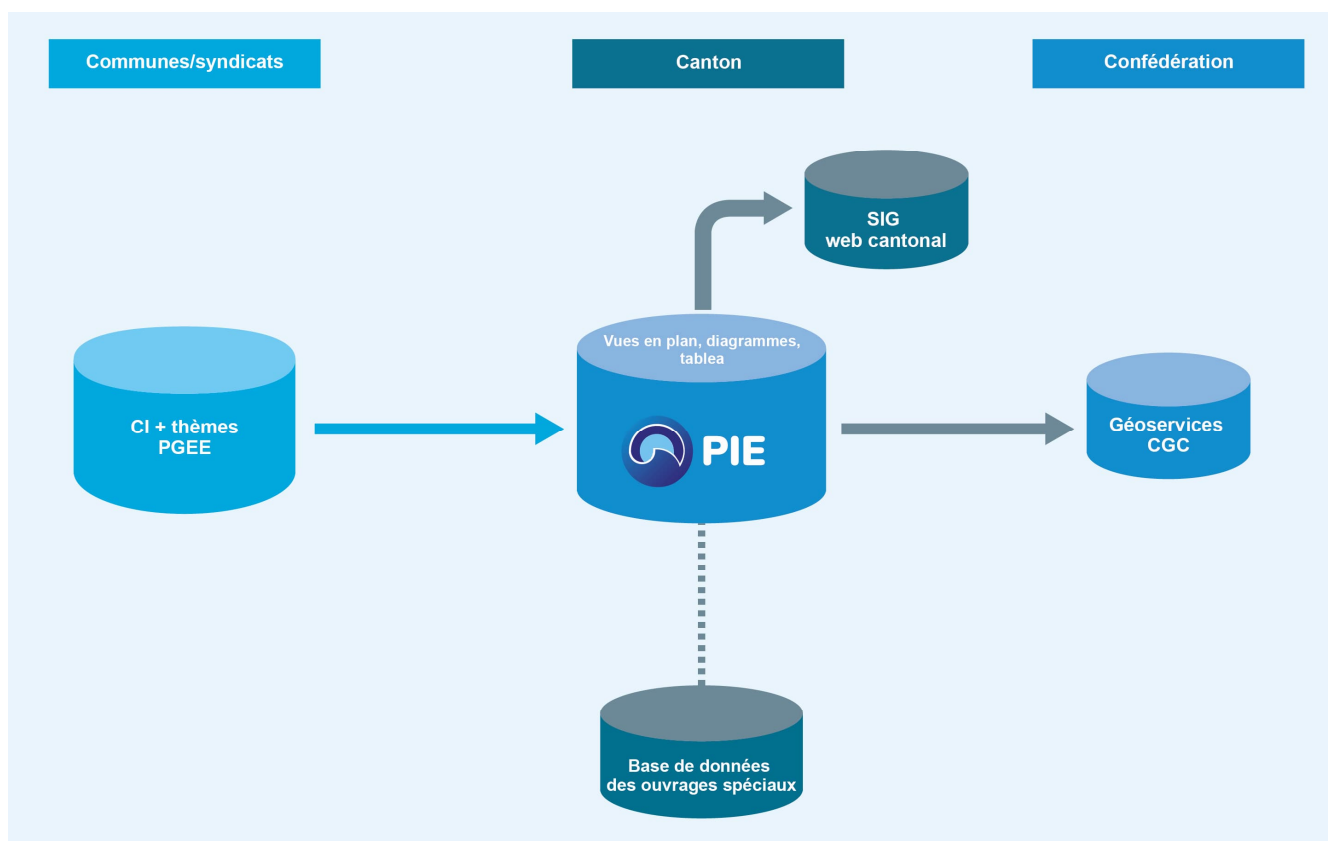 Communes/syndicats
Canton
Confédération
SIG
web cantonal
Vues en plan, diagrammes,
tablea
CI + thèmes
PGEE
PIE
Géoservices
CGC
Base de données
des ouvrages spéciaux